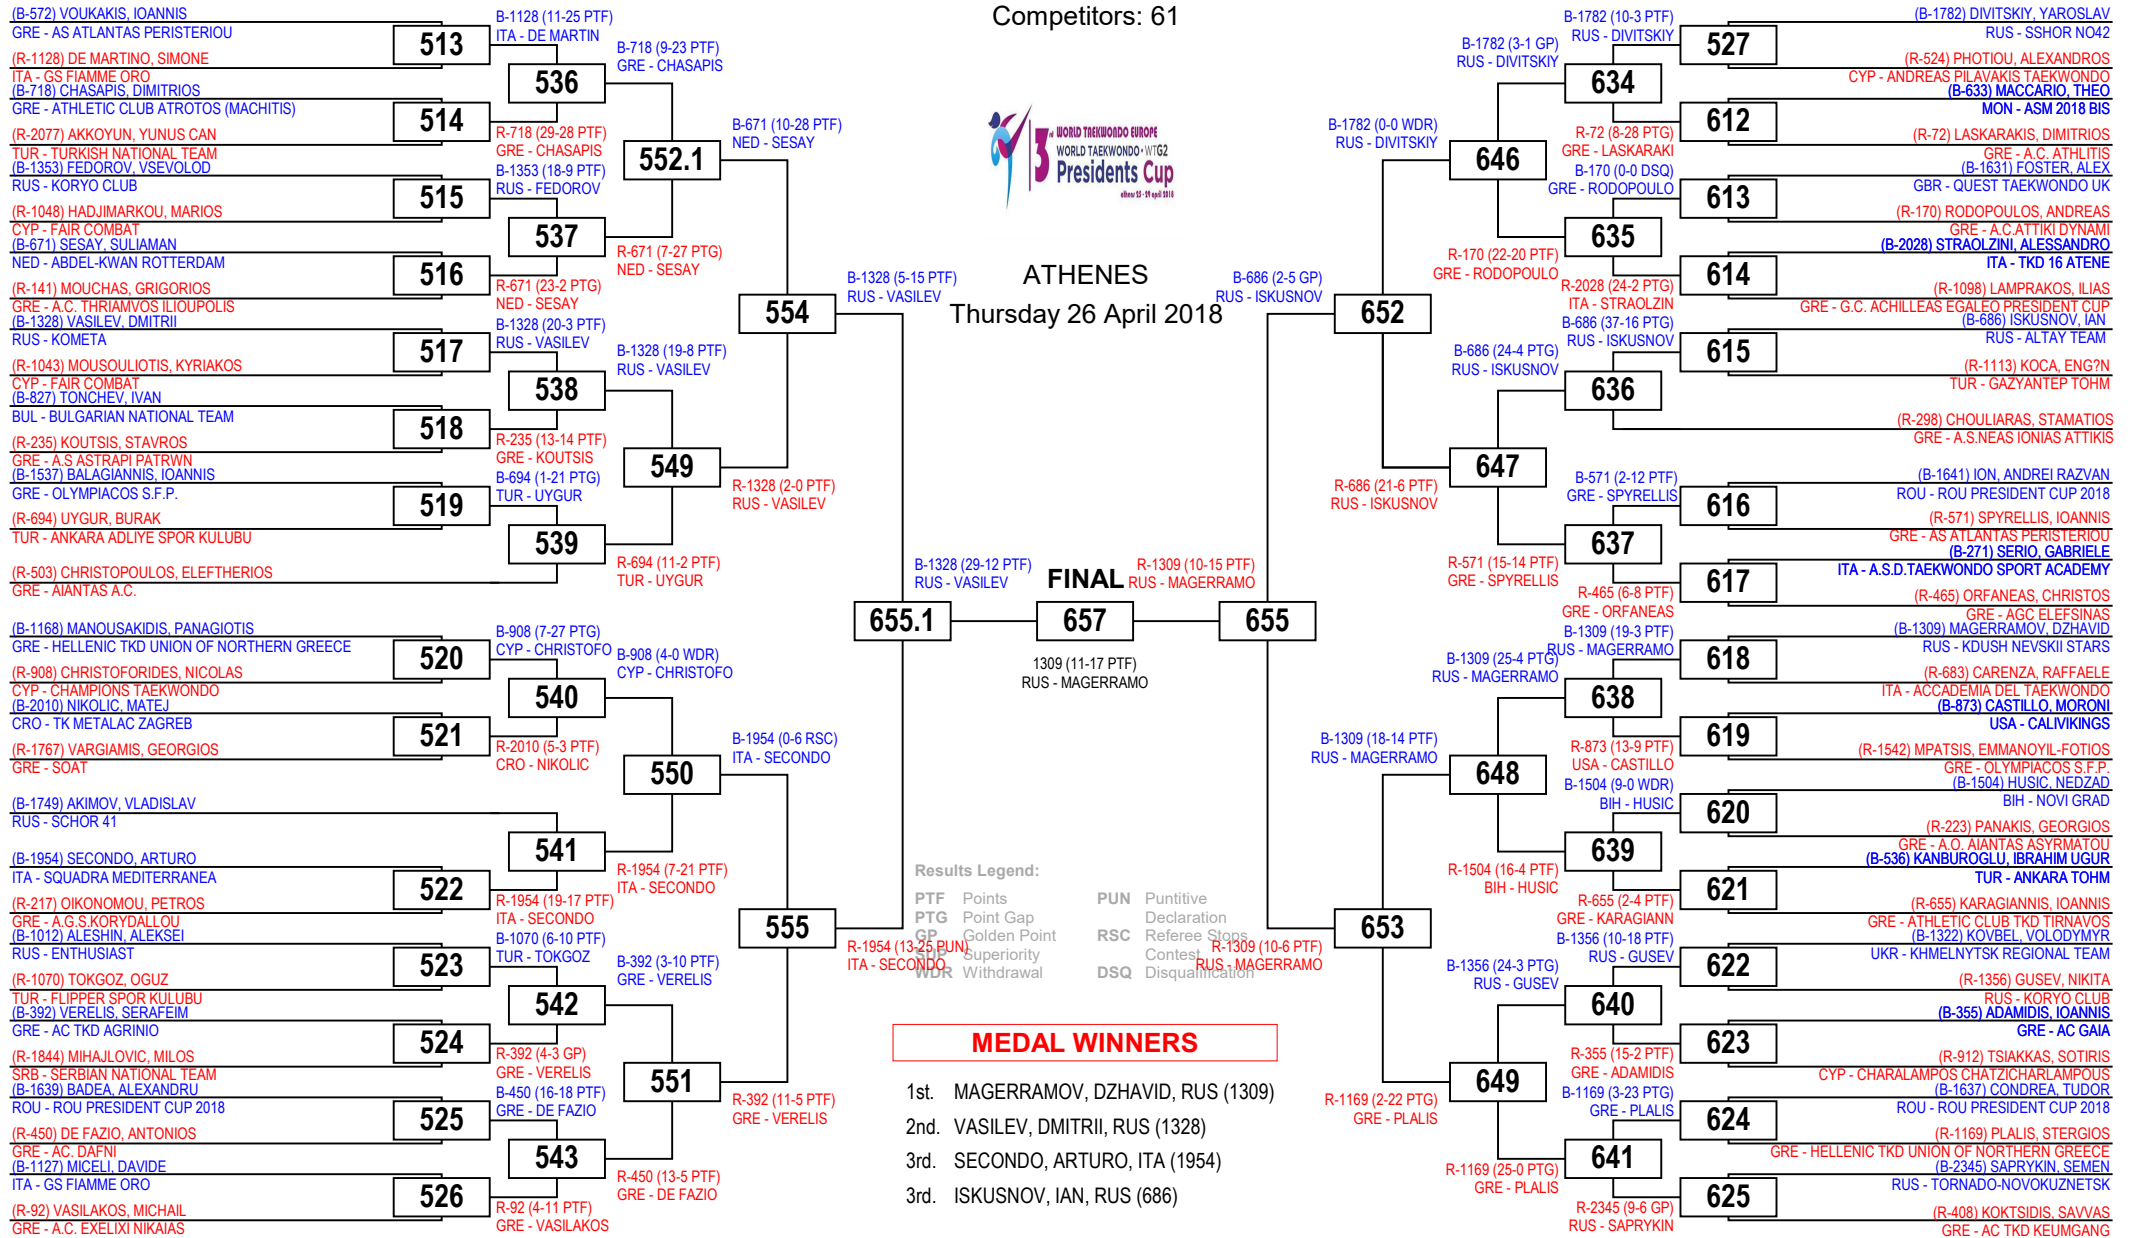 Competitors: 61
3rd WORLD TAEKWONDO EUROPE
WORLD TAEKWONDO • WTG2
Presidents Cup
athens 25 - 29 april 2018
ATHENES
Thursday 26 April 2018
(B-572) VOUKAKIS, IOANNIS
GRE - AS ATLANTAS PERISTERIOU
513
(R-1128) DE MARTINO, SIMONE
ITA - GS FIAMME ORO
(B-718) CHASAPIS, DIMITRIOS
GRE - ATHLETIC CLUB ATROTOS (MACHITIS)
514
(R-2077) AKKOYUN, YUNUS CAN
TUR - TURKISH NATIONAL TEAM
(B-1353) FEDOROV, VSEVOLOD
RUS - KORYO CLUB
515
(R-1048) HADJIMARKOU, MARIOS
CYP - FAIR COMBAT
(B-671) SESAY, SULIAMAN
NED - ABDEL-KWAN ROTTERDAM
516
(R-141) MOUCHAS, GRIGORIOS
GRE - A.C. THRIAMVOS ILIOUPOLIS
(B-1328) VASILEV, DMITRII
RUS - KOMETA
517
(R-1043) MOUSOULIOTIS, KYRIAKOS
CYP - FAIR COMBAT
(B-827) TONCHEV, IVAN
BUL - BULGARIAN NATIONAL TEAM
518
(R-235) KOUTSIS, STAVROS
GRE - A.S ASTRAPI PATRWN
(B-1537) BALAGIANNIS, IOANNIS
GRE - OLYMPIACOS S.F.P.
519
(R-694) UYGUR, BURAK
TUR - ANKARA ADLIYE SPOR KULUBU
(R-503) CHRISTOPOULOS, ELEFTHERIOS
GRE - AIANTAS A.C.
(B-1168) MANOUSAKIDIS, PANAGIOTIS
GRE - HELLENIC TKD UNION OF NORTHERN GREECE
520
(R-908) CHRISTOFORIDES, NICOLAS
CYP - CHAMPIONS TAEKWONDO
(B-2010) NIKOLIC, MATEJ
CRO - TK METALAC ZAGREB
521
(R-1767) VARGIAMIS, GEORGIOS
GRE - SOAT
(B-1749) AKIMOV, VLADISLAV
RUS - SCHOR 41
(B-1954) SECONDO, ARTURO
ITA - SQUADRA MEDITERRANEA
522
(R-217) OIKONOMOU, PETROS
GRE - A.G.S.KORYDALLOU
(B-1012) ALESHIN, ALEKSEI
RUS - ENTHUSIAST
523
(R-1070) TOKGOZ, OGUZ
TUR - FLIPPER SPOR KULUBU
(B-392) VERELIS, SERAFEIM
GRE - AC TKD AGRINIO
524
(R-1844) MIHAJLOVIC, MILOS
SRB - SERBIAN NATIONAL TEAM
(B-1639) BADEA, ALEXANDRU
ROU - ROU PRESIDENT CUP 2018
525
(R-450) DE FAZIO, ANTONIOS
GRE - AC. DAFNI
(B-1127) MICELI, DAVIDE
ITA - GS FIAMME ORO
526
(R-92) VASILAKOS, MICHAIL
GRE - A.C. EXELIXI NIKAIAS
B-1128 (11-25 PTF)
ITA - DE MARTIN
536
R-718 (29-28 PTF)
GRE - CHASAPIS
B-1353 (18-9 PTF)
RUS - FEDOROV
537
R-671 (23-2 PTG)
NED - SESAY
B-1328 (20-3 PTF)
RUS - VASILEV
538
R-235 (13-14 PTF)
GRE - KOUTSIS
B-694 (1-21 PTG)
TUR - UYGUR
539
B-908 (7-27 PTG)
CYP - CHRISTOFO
540
R-2010 (5-3 PTF)
CRO - NIKOLIC
541
R-1954 (19-17 PTF)
ITA - SECONDO
B-1070 (6-10 PTF)
TUR - TOKGOZ
542
R-392 (4-3 GP)
GRE - VERELIS
B-450 (16-18 PTF)
GRE - DE FAZIO
543
R-92 (4-11 PTF)
GRE - VASILAKOS
B-718 (9-23 PTF)
GRE - CHASAPIS
552.1
R-671 (7-27 PTG)
NED - SESAY
B-1328 (19-8 PTF)
RUS - VASILEV
549
R-694 (11-2 PTF)
TUR - UYGUR
B-908 (4-0 WDR)
CYP - CHRISTOFO
550
R-1954 (7-21 PTF)
ITA - SECONDO
B-392 (3-10 PTF)
GRE - VERELIS
551
R-450 (13-5 PTF)
GRE - DE FAZIO
B-671 (10-28 PTF)
NED - SESAY
554
R-1328 (2-0 PTF)
RUS - VASILEV
B-1954 (0-6 RSC)
ITA - SECONDO
555
R-392 (11-5 PTF)
GRE - VERELIS
B-1328 (5-15 PTF)
RUS - VASILEV
655.1
R-1954 (13-25 PUN)
ITA - SECONDO
B-1328 (29-12 PTF)
RUS - VASILEV
FINAL
R-1309 (10-15 PTF)
RUS - MAGERRAMO
657
1309 (11-17 PTF)
RUS - MAGERRAMO
B-686 (2-5 GP)
RUS - ISKUSNOV
655
R-1309 (10-6 PTF)
RUS - MAGERRAMO
B-1782 (0-0 WDR)
RUS - DIVITSKIY
652
R-686 (21-6 PTF)
RUS - ISKUSNOV
B-1309 (18-14 PTF)
RUS - MAGERRAMO
653
R-1169 (2-22 PTG)
GRE - PLALIS
B-1782 (3-1 GP)
RUS - DIVITSKIY
646
R-170 (22-20 PTF)
GRE - RODOPOULO
B-686 (24-4 PTG)
RUS - ISKUSNOV
647
R-571 (15-14 PTF)
GRE - SPYRELLIS
B-1309 (25-4 PTG)
RUS - MAGERRAMO
648
R-1504 (16-4 PTF)
BIH - HUSIC
B-1356 (24-3 PTG)
RUS - GUSEV
649
R-1169 (25-0 PTG)
GRE - PLALIS
B-1782 (10-3 PTF)
RUS - DIVITSKIY
634
R-72 (8-28 PTG)
GRE - LASKARAKI
B-170 (0-0 DSQ)
GRE - RODOPOULO
635
R-2028 (24-2 PTG)
ITA - STRAOLZIN
B-686 (37-16 PTG)
RUS - ISKUSNOV
636
B-571 (2-12 PTF)
GRE - SPYRELLIS
637
R-465 (6-8 PTF)
GRE - ORFANEAS
B-1309 (19-3 PTF)
RUS - MAGERRAMO
638
R-873 (13-9 PTF)
USA - CASTILLO
B-1504 (9-0 WDR)
BIH - HUSIC
639
R-655 (2-4 PTF)
GRE - KARAGIANN
B-1356 (10-18 PTF)
RUS - GUSEV
640
R-355 (15-2 PTF)
GRE - ADAMIDIS
B-1169 (3-23 PTG)
GRE - PLALIS
641
R-2345 (9-6 GP)
RUS - SAPRYKIN
(B-1782) DIVITSKIY, YAROSLAV
RUS - SSHOR NO42
527
(R-524) PHOTIOU, ALEXANDROS
CYP - ANDREAS PILAVAKIS TAEKWONDO
(B-633) MACCARIO, THEO
MON - ASM 2018 BIS
612
(R-72) LASKARAKIS, DIMITRIOS
GRE - A.C. ATHLITIS
(B-1631) FOSTER, ALEX
GBR - QUEST TAEKWONDO UK
613
(R-170) RODOPOULOS, ANDREAS
GRE - A.C.ATTIKI DYNAMI
(B-2028) STRAOLZINI, ALESSANDRO
ITA - TKD 16 ATENE
614
(R-1098) LAMPRAKOS, ILIAS
GRE - G.C. ACHILLEAS EGALEO PRESIDENT CUP
(B-686) ISKUSNOV, IAN
RUS - ALTAY TEAM
615
(R-1113) KOCA, ENG?N
TUR - GAZYANTEP TOHM
(R-298) CHOULIARAS, STAMATIOS
GRE - A.S.NEAS IONIAS ATTIKIS
(B-1641) ION, ANDREI RAZVAN
ROU - ROU PRESIDENT CUP 2018
616
(R-571) SPYRELLIS, IOANNIS
GRE - AS ATLANTAS PERISTERIOU
(B-271) SERIO, GABRIELE
ITA - A.S.D.TAEKWONDO SPORT ACADEMY
617
(R-465) ORFANEAS, CHRISTOS
GRE - AGC ELEFSINAS
(B-1309) MAGERRAMOV, DZHAVID
RUS - KDUSH NEVSKII STARS
618
(R-683) CARENZA, RAFFAELE
ITA - ACCADEMIA DEL TAEKWONDO
(B-873) CASTILLO, MORONI
USA - CALIVIKINGS
619
(R-1542) MPATSIS, EMMANOYIL-FOTIOS
GRE - OLYMPIACOS S.F.P.
(B-1504) HUSIC, NEDZAD
BIH - NOVI GRAD
620
(R-223) PANAKIS, GEORGIOS
GRE - A.O. AIANTAS ASYRMATOU
(B-536) KANBUROGLU, IBRAHIM UGUR
TUR - ANKARA TOHM
621
(R-655) KARAGIANNIS, IOANNIS
GRE - ATHLETIC CLUB TKD TIRNAVOS
(B-1322) KOVBEL, VOLODYMYR
UKR - KHMELNYTSK REGIONAL TEAM
622
(R-1356) GUSEV, NIKITA
RUS - KORYO CLUB
(B-355) ADAMIDIS, IOANNIS
GRE - AC GAIA
623
(R-912) TSIAKKAS, SOTIRIS
CYP - CHARALAMPOS CHATZICHARLAMPOUS
(B-1637) CONDREA, TUDOR
ROU - ROU PRESIDENT CUP 2018
624
(R-1169) PLALIS, STERGIOS
GRE - HELLENIC TKD UNION OF NORTHERN GREECE
(B-2345) SAPRYKIN, SEMEN
RUS - TORNADO-NOVOKUZNETSK
625
(R-408) KOKTSIDIS, SAVVAS
GRE - AC TKD KEUMGANG
Results Legend:
PTF Points
PTG Point Gap
GP Golden Point
SUP Superiority
WDR Withdrawal
PUN Puntitive
Declaration
RSC Referee Stops
Contest
DSQ Disqualification
MEDAL WINNERS
1st. MAGERRAMOV, DZHAVID, RUS (1309)
2nd. VASILEV, DMITRII, RUS (1328)
3rd. SECONDO, ARTURO, ITA (1954)
3rd. ISKUSNOV, IAN, RUS (686)